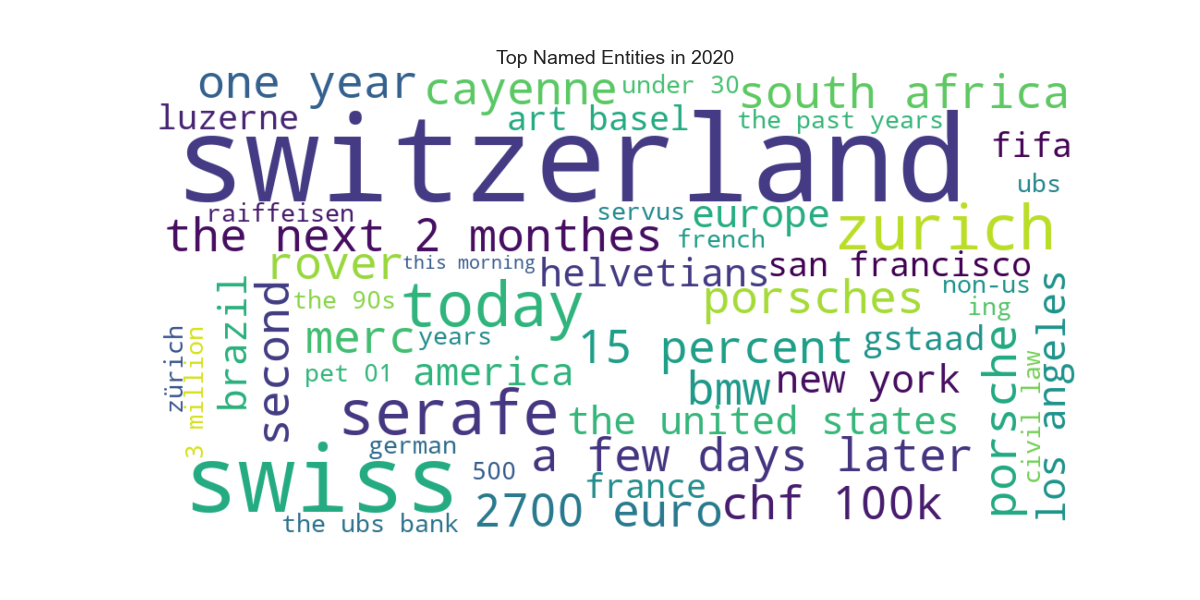 Top Named Entities in 2020
one year
cayenne
under 30
south africa
luzerne
art basel
the past years
switzerland
fifa
ubs
raiffeisen
servus
europe
zurich
the next 2 monthes
french
rover
this morning
helvetians
san francisco
non-us
the 90s
today
porsches
ing
brazil
second
merc
years
15 percent
gstaad
zürich
3 million
pet 01
america
bmw
new york
porsche
civil law
los angeles
serafe
the united states
german
swiss
500
a few days later
france
the ubs bank
2700 euro
chf 100k